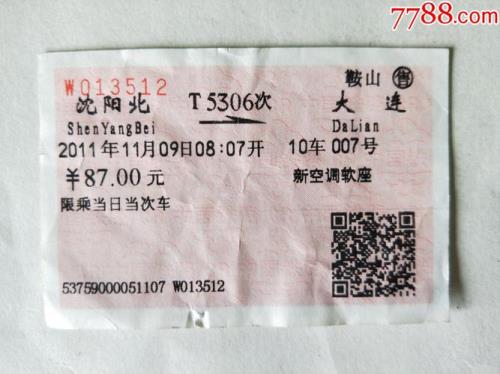 7788.com
W013512
鞍山 售
沈阳北 T5306次 大连
ShenYangBei DaLian
2011年11月09日08:07开 10车 007号
¥87.00元 新空调软座
限乘当日当次车
53759000051107 W013512